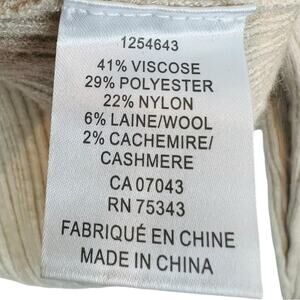 1254643
41% VISCOSE
29% POLYESTER
22% NYLON
6% LAINE/WOOL
2% CACHEMIRE/
CASHMERE
CA 07043
RN 75343
FABRIQUÉ EN CHINE
MADE IN CHINA